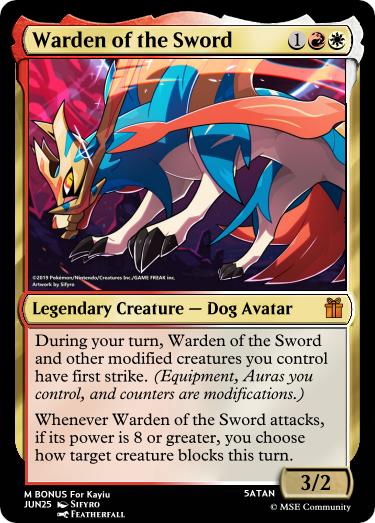 Warden of the Sword 1
©2019 Pokémon/Nintendo/Creatures Inc./GAME FREAK inc.
Artwork by Sifyro
Legendary Creature — Dog Avatar
During your turn, Warden of the Sword
and other modified creatures you control
have first strike. (Equipment, Auras you
control, and counters are modifications.)
Whenever Warden of the Sword attacks,
if its power is 8 or greater, you choose
how target creature blocks this turn.
3/2
M BONUS For Kayiu 5ATAN © MSE Community
JUN25 Sifyro
Featherfall